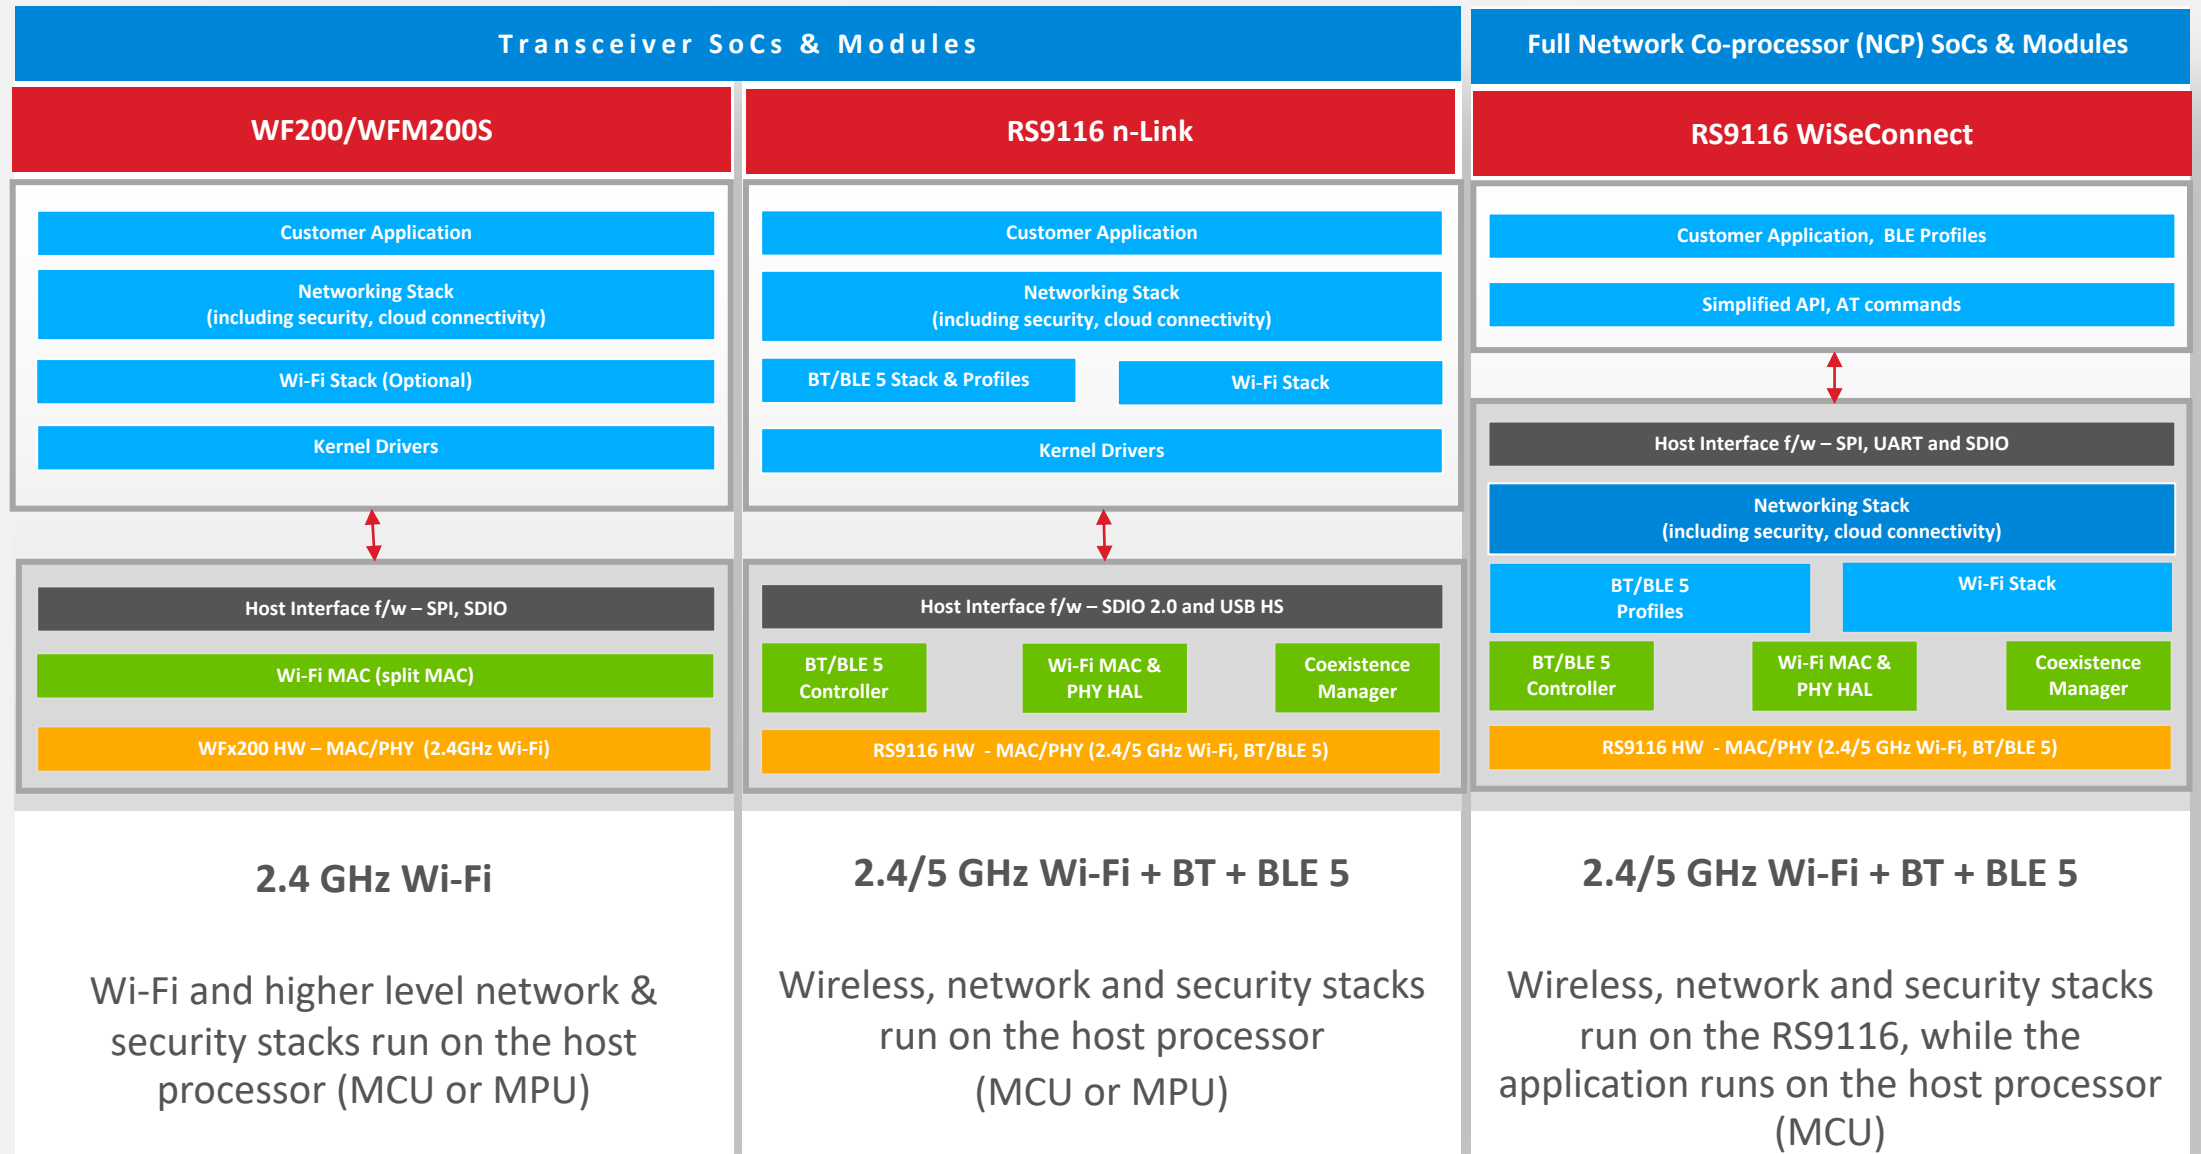 Transceiver SoCs & Modules
Full Network Co-processor (NCP) SoCs & Modules
WF200/WFM200S
Customer Application
Networking Stack
(including security, cloud connectivity)
Wi-Fi Stack (Optional)
Kernel Drivers
Host Interface f/w – SPI, SDIO
Wi-Fi MAC (split MAC)
WFx200 HW – MAC/PHY (2.4GHz Wi-Fi)
2.4 GHz Wi-Fi
Wi-Fi and higher level network &
security stacks run on the host
processor (MCU or MPU)
RS9116 n-Link
Customer Application
Networking Stack
(including security, cloud connectivity)
BT/BLE 5 Stack & Profiles
Wi-Fi Stack
Kernel Drivers
Host Interface f/w – SDIO 2.0 and USB HS
BT/BLE 5
Controller
Wi-Fi MAC &
PHY HAL
Coexistence
Manager
RS9116 HW - MAC/PHY (2.4/5 GHz Wi-Fi, BT/BLE 5)
2.4/5 GHz Wi-Fi + BT + BLE 5
Wireless, network and security stacks
run on the host processor
(MCU or MPU)
RS9116 WiSeConnect
Customer Application, BLE Profiles
Simplified API, AT commands
Host Interface f/w – SPI, UART and SDIO
Networking Stack
(including security, cloud connectivity)
BT/BLE 5
Profiles
Wi-Fi Stack
BT/BLE 5
Controller
Wi-Fi MAC &
PHY HAL
Coexistence
Manager
RS9116 HW - MAC/PHY (2.4/5 GHz Wi-Fi, BT/BLE 5)
2.4/5 GHz Wi-Fi + BT + BLE 5
Wireless, network and security stacks
run on the RS9116, while the
application runs on the host processor
(MCU)